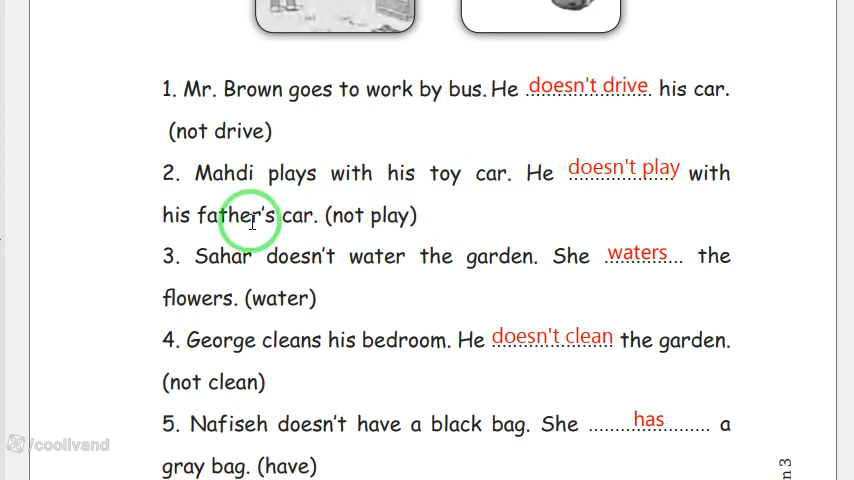 1. Mr. Brown goes to work by bus. He doesn't drive his car.
(not drive)
2. Mahdi plays with his toy car. He doesn't play with
his father's car. (not play)
3. Sahar doesn't water the garden. She waters the
flowers. (water)
4. George cleans his bedroom. He doesn't clean the garden.
(not clean)
5. Nafiseh doesn't have a black bag. She has a
gray bag. (have)
/coolivand
n 3